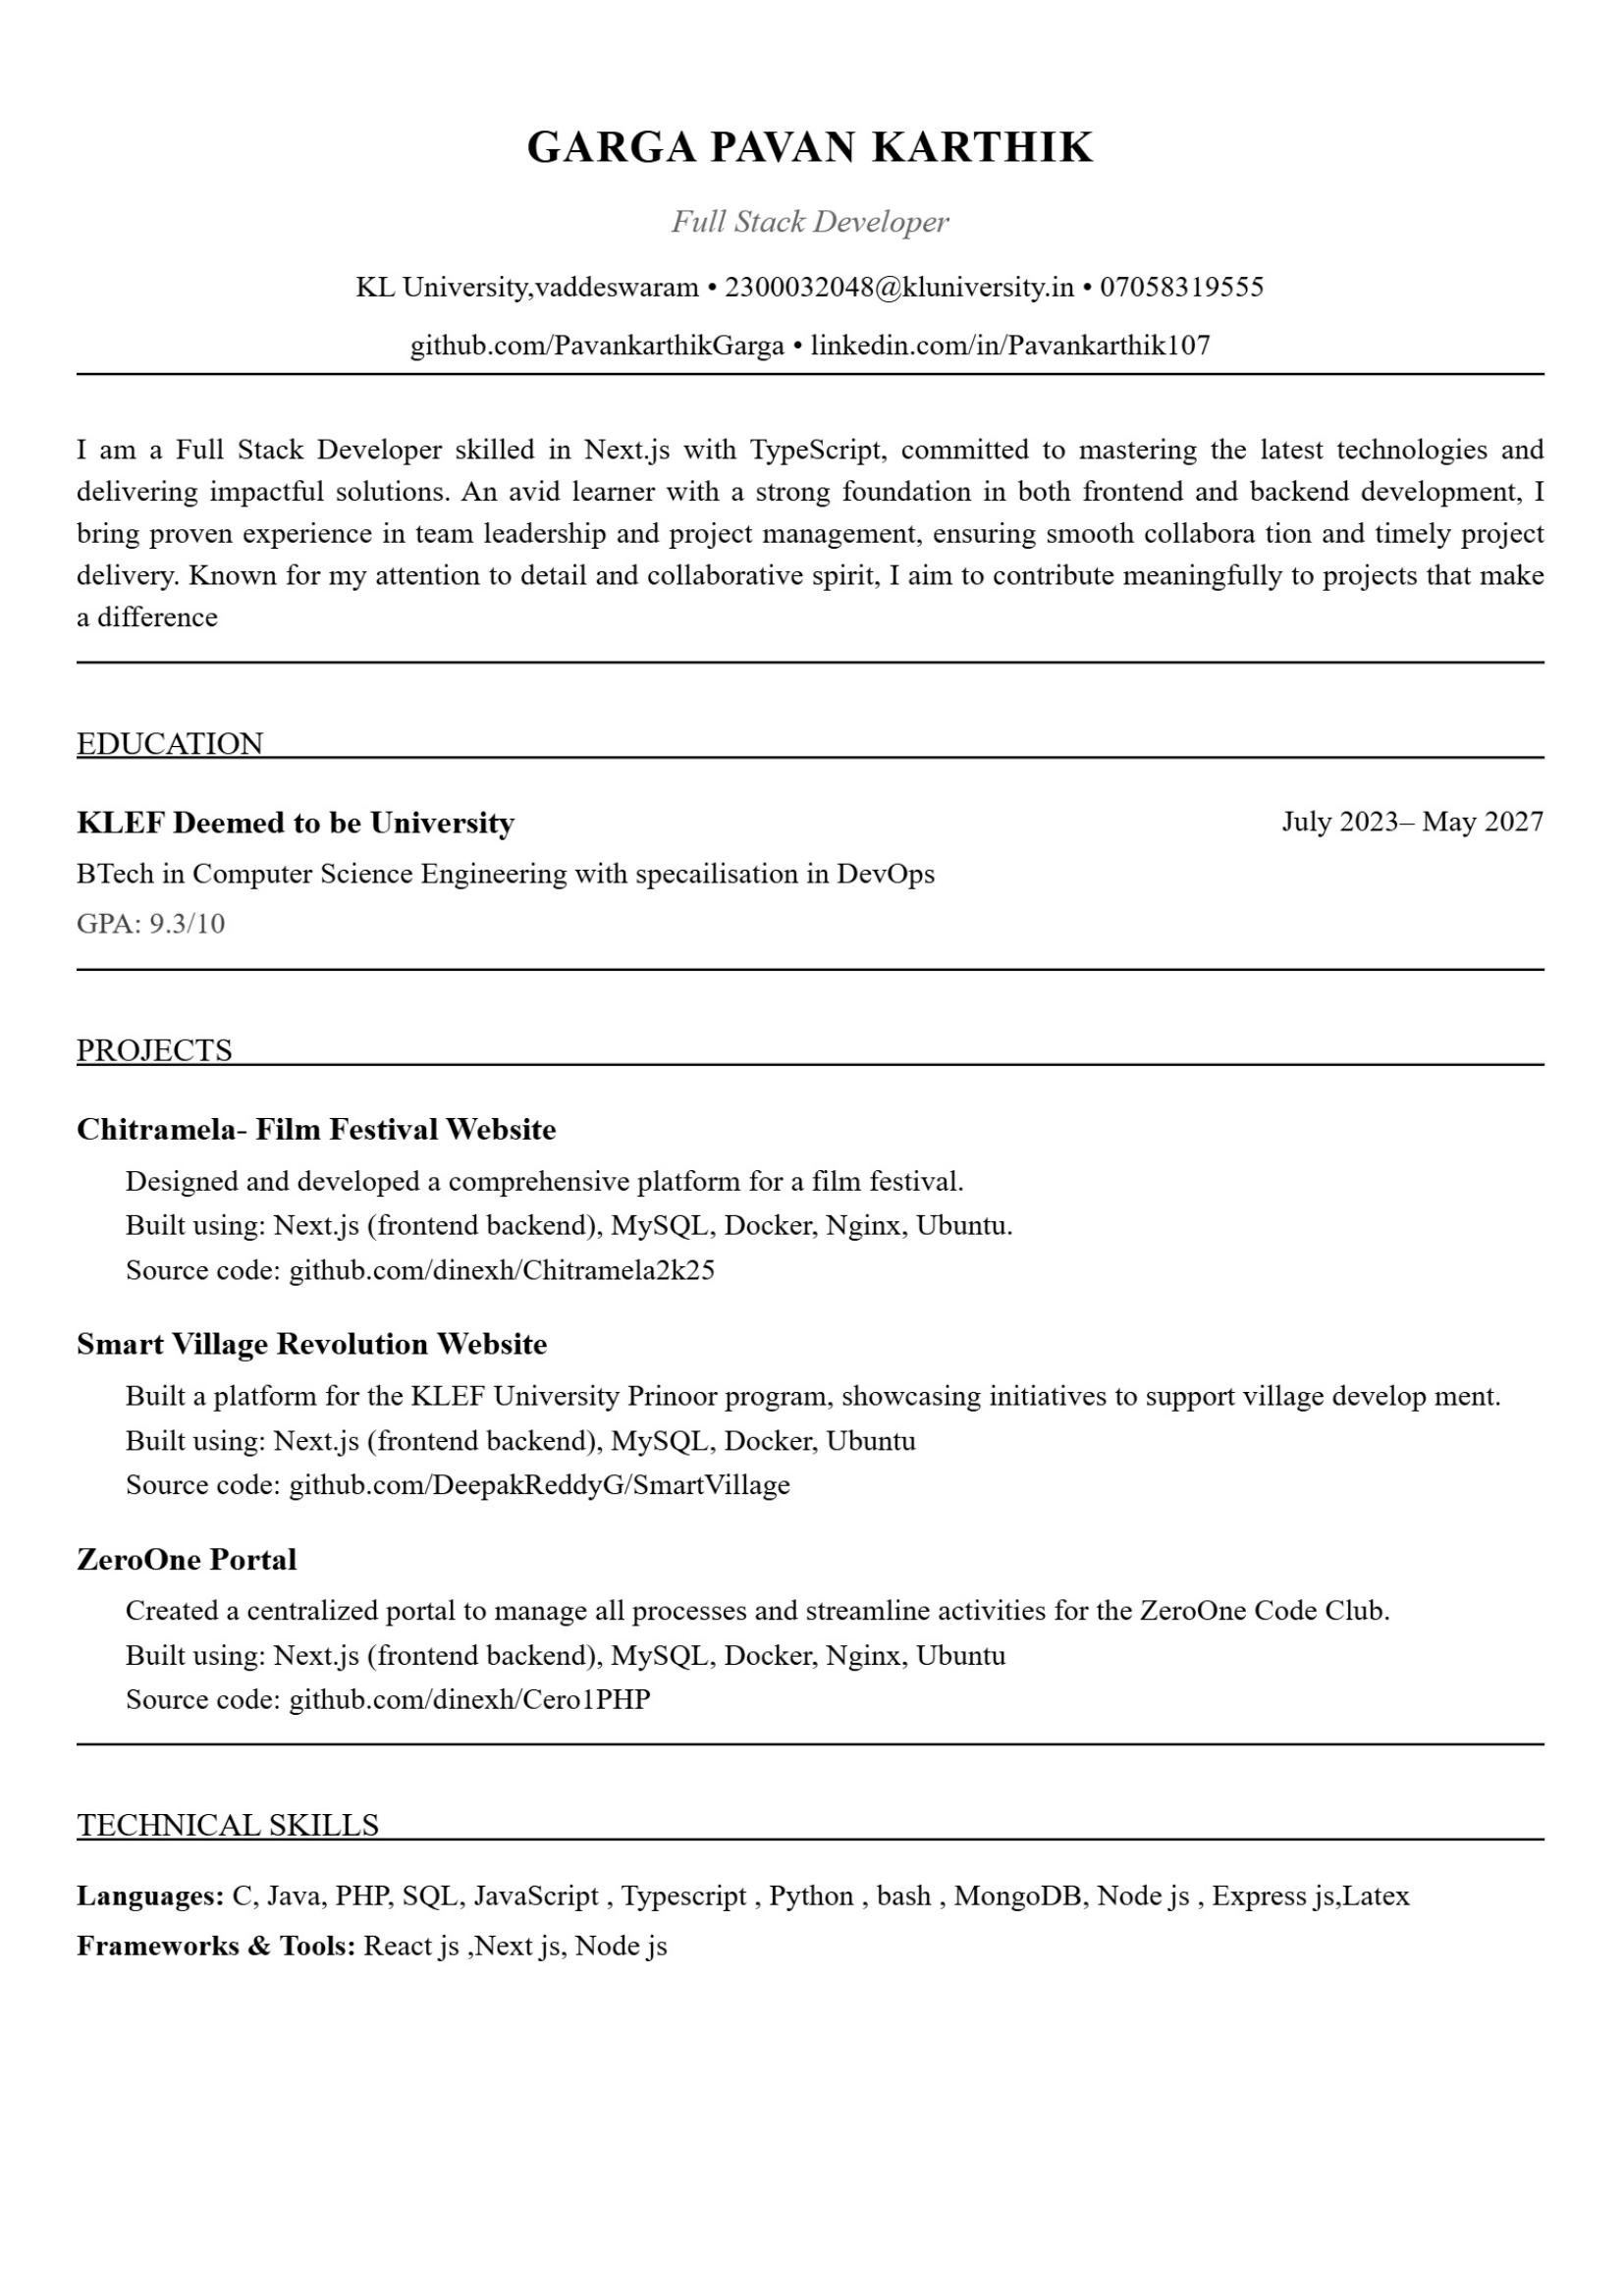 GARGA PAVAN KARTHIK
Full Stack Developer
KL University,vaddeswaram • 2300032048@kluniversity.in • 07058319555
github.com/PavankarthikGarga • linkedin.com/in/Pavankarthik107
I am a Full Stack Developer skilled in Next.js with TypeScript, committed to mastering the latest technologies and
delivering impactful solutions. An avid learner with a strong foundation in both frontend and backend development, I
bring proven experience in team leadership and project management, ensuring smooth collabora tion and timely project
delivery. Known for my attention to detail and collaborative spirit, I aim to contribute meaningfully to projects that make
a difference
EDUCATION
KLEF Deemed to be University July 2023– May 2027
BTech in Computer Science Engineering with specailisation in DevOps
GPA: 9.3/10
PROJECTS
Chitramela- Film Festival Website
Designed and developed a comprehensive platform for a film festival.
Built using: Next.js (frontend backend), MySQL, Docker, Nginx, Ubuntu.
Source code: github.com/dinexh/Chitramela2k25
Smart Village Revolution Website
Built a platform for the KLEF University Prinoor program, showcasing initiatives to support village develop ment.
Built using: Next.js (frontend backend), MySQL, Docker, Ubuntu
Source code: github.com/DeepakReddyG/SmartVillage
ZeroOne Portal
Created a centralized portal to manage all processes and streamline activities for the ZeroOne Code Club.
Built using: Next.js (frontend backend), MySQL, Docker, Nginx, Ubuntu
Source code: github.com/dinexh/Cero1PHP
TECHNICAL SKILLS
Languages: C, Java, PHP, SQL, JavaScript , Typescript , Python , bash , MongoDB, Node js , Express js,Latex
Frameworks & Tools: React js ,Next js, Node js